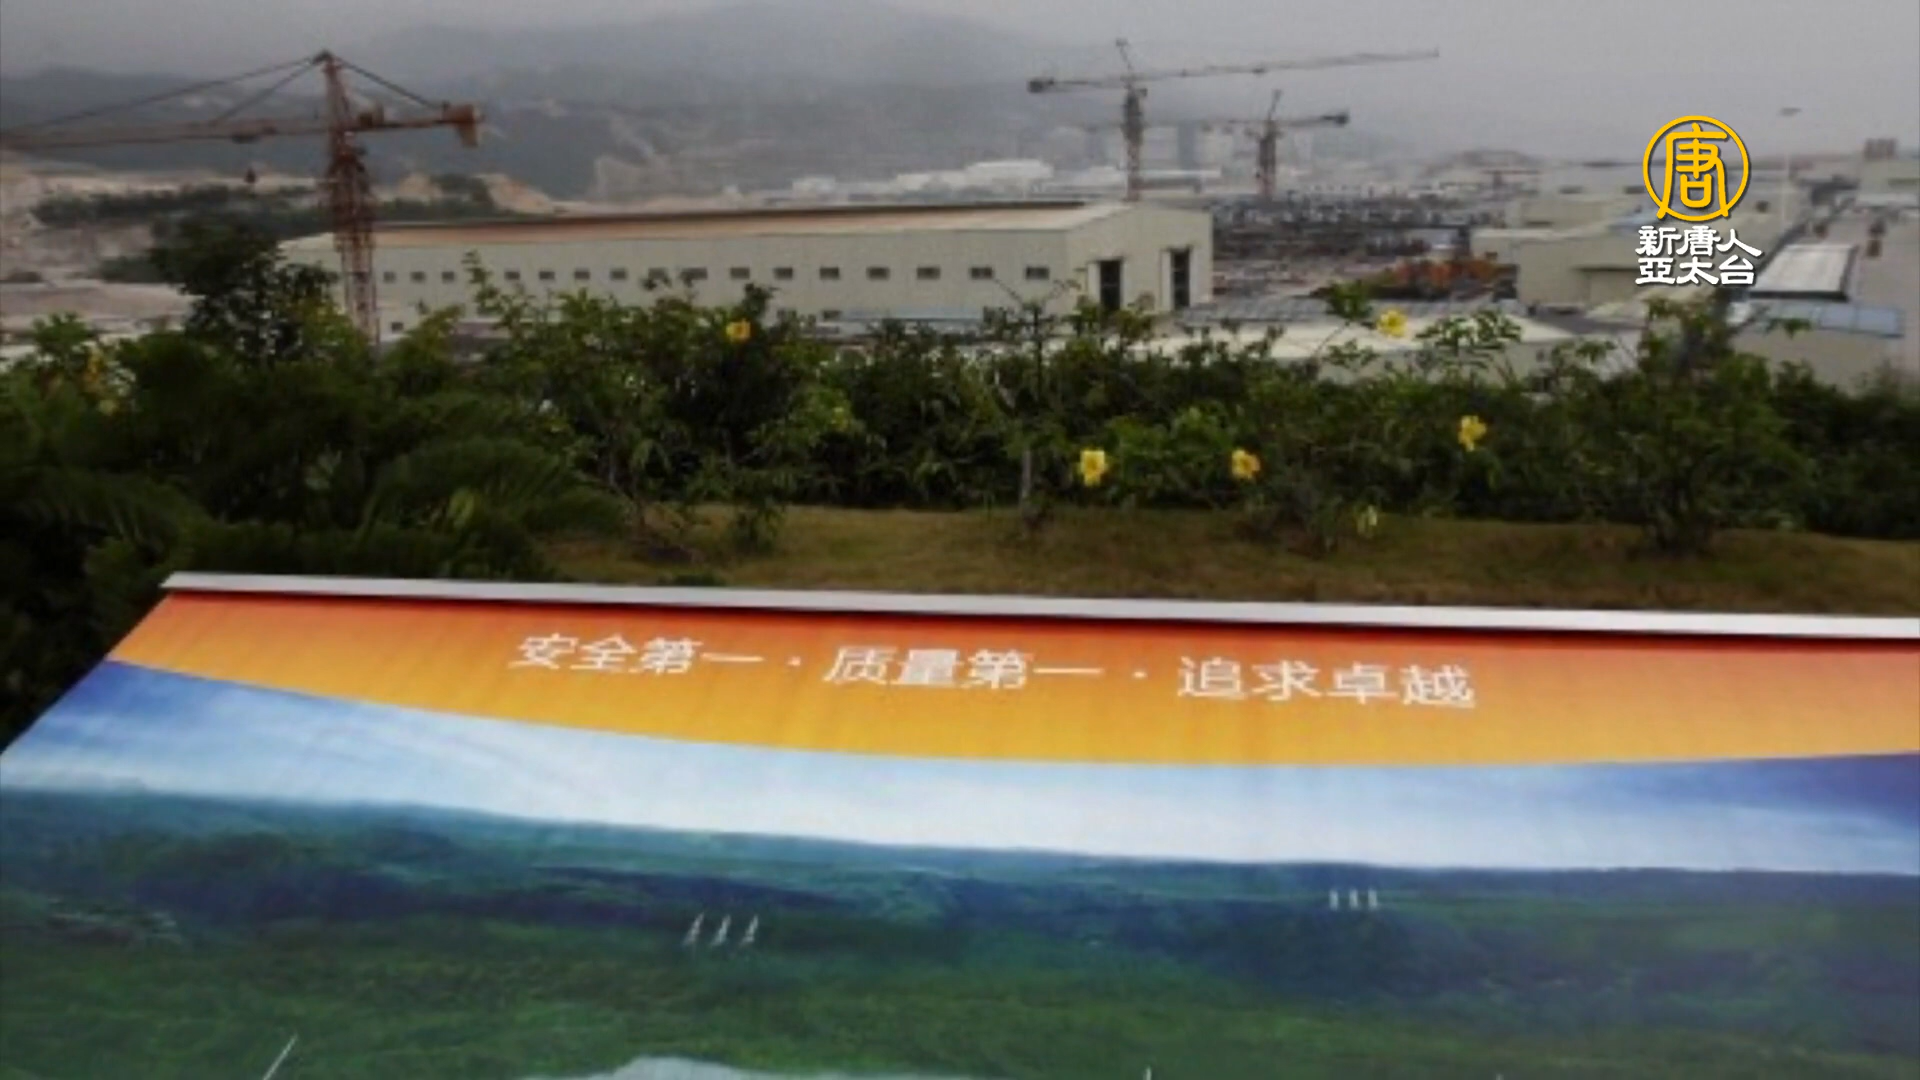 唐
新唐人
亞太台
安全第一 · 质量第一 · 追求卓越